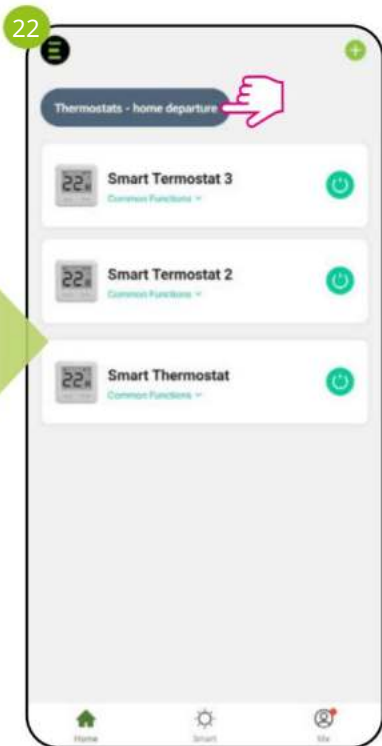 22
Thermostats - home departure
22
Smart Termostat 3
Common Functions
22
Smart Termostat 2
Common Functions
22
Smart Thermostat
Common Functions
Home
Smart
Me